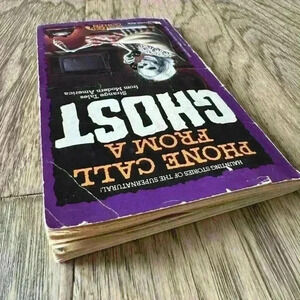 HAUNTING STORIES OF THE SUPERNATURAL!
PHONE CALL
FROM A
GHOST
Strange Tales
from Modern America